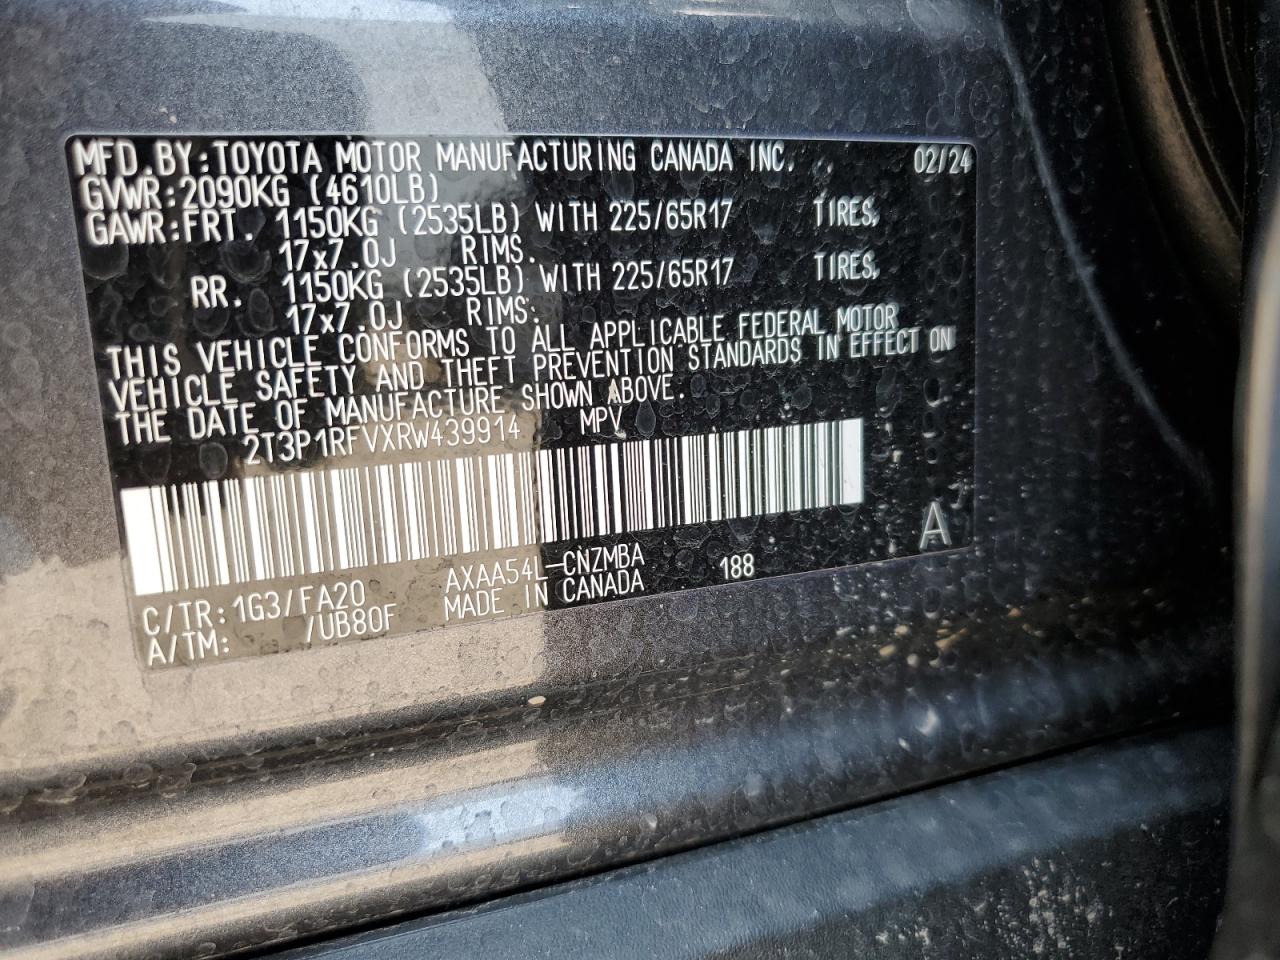 MFD.BY:TOYOTA MOTOR MANUFACTURING CANADA INC. 02/24
GVWR:2090KG (4610LB)
GAWR:FRT. 1150KG (2535LB) WITH 225/65R17 TIRES,
17x7.0J RIMS.
RR. 1150KG (2535LB) WITH 225/65R17 TIRES,
17x7.0J RIMS.
THIS VEHICLE CONFORMS TO ALL APPLICABLE FEDERAL MOTOR
VEHICLE SAFETY AND THEFT PREVENTION STANDARDS IN EFFECT ON
THE DATE OF MANUFACTURE SHOWN ABOVE.
2T3P1RFVXRW439914 MPV
A
C/TR:1G3/FA20 AXAA54L-CNZMBA 188
A/TM: /UB80F MADE IN CANADA